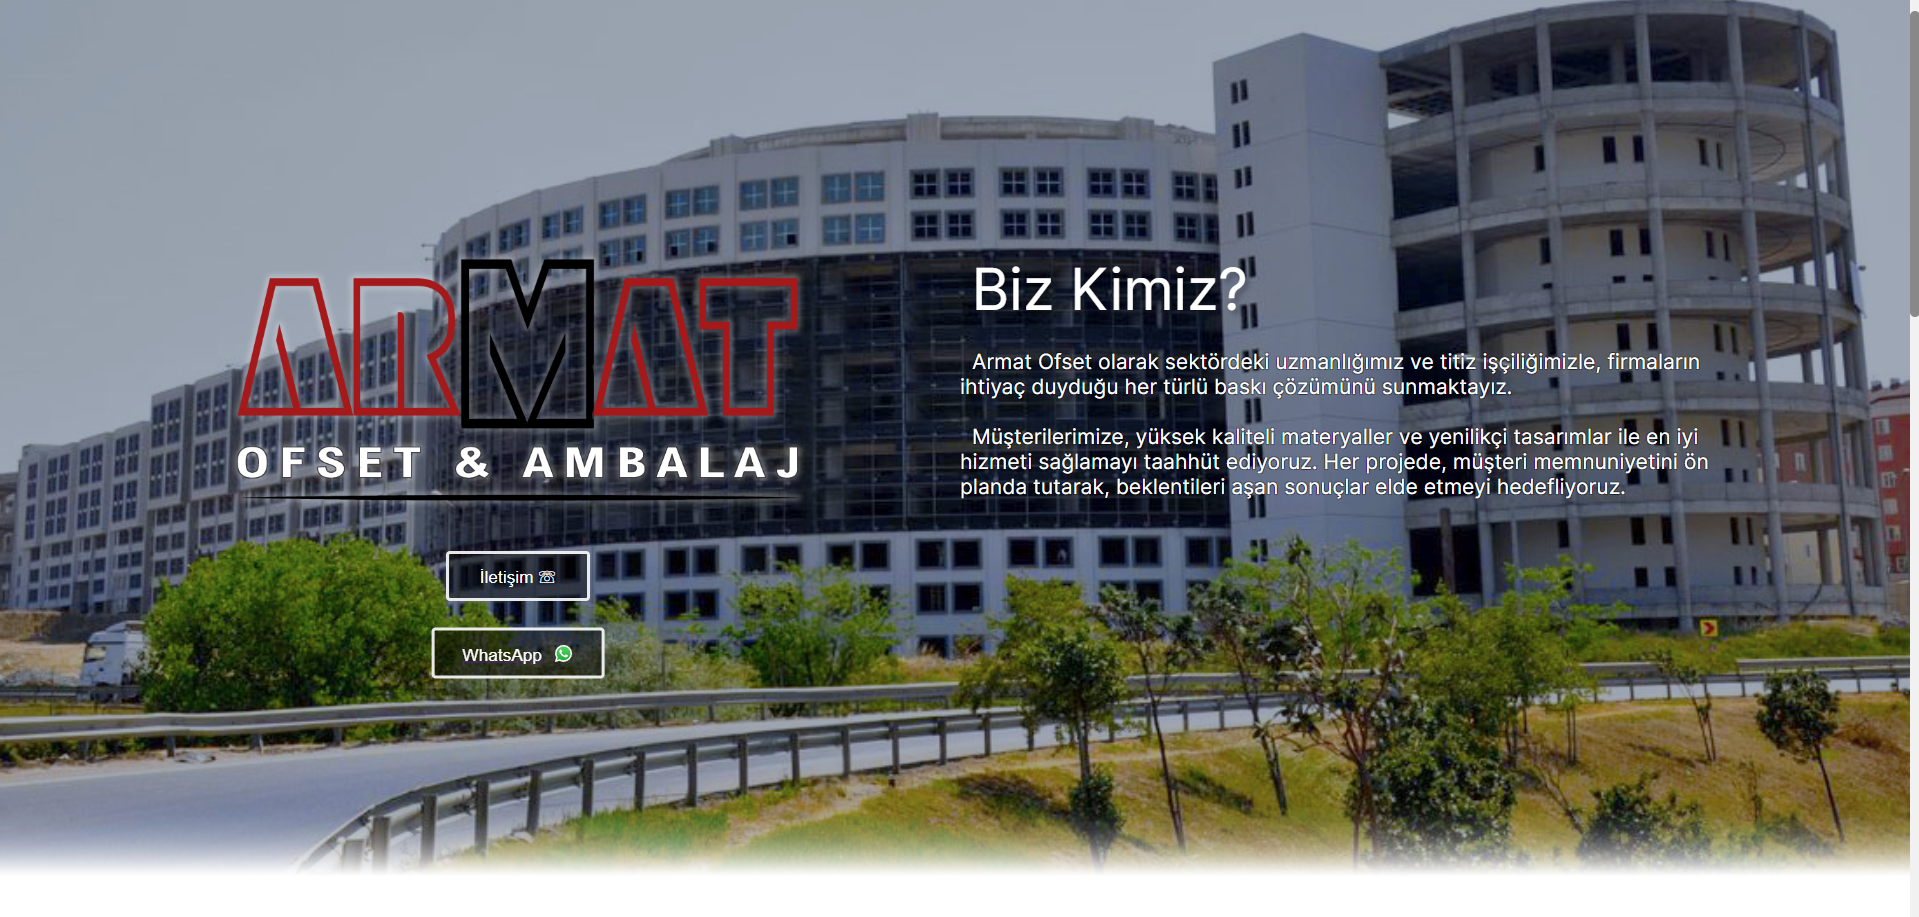 ARMAT
OFSET & AMBALAJ
İletişim ☏
WhatsApp
Biz Kimiz?
Armat Ofset olarak sektördeki uzmanlığımız ve titiz işçiliğimizle, firmaların
ihtiyaç duyduğu her türlü baskı çözümünü sunmaktayız.
Müşterilerimize, yüksek kaliteli materyaller ve yenilikçi tasarımlar ile en iyi
hizmeti sağlamayı taahhüt ediyoruz. Her projede, müşteri memnuniyetini ön
planda tutarak, beklentileri aşan sonuçlar elde etmeyi hedefliyoruz.